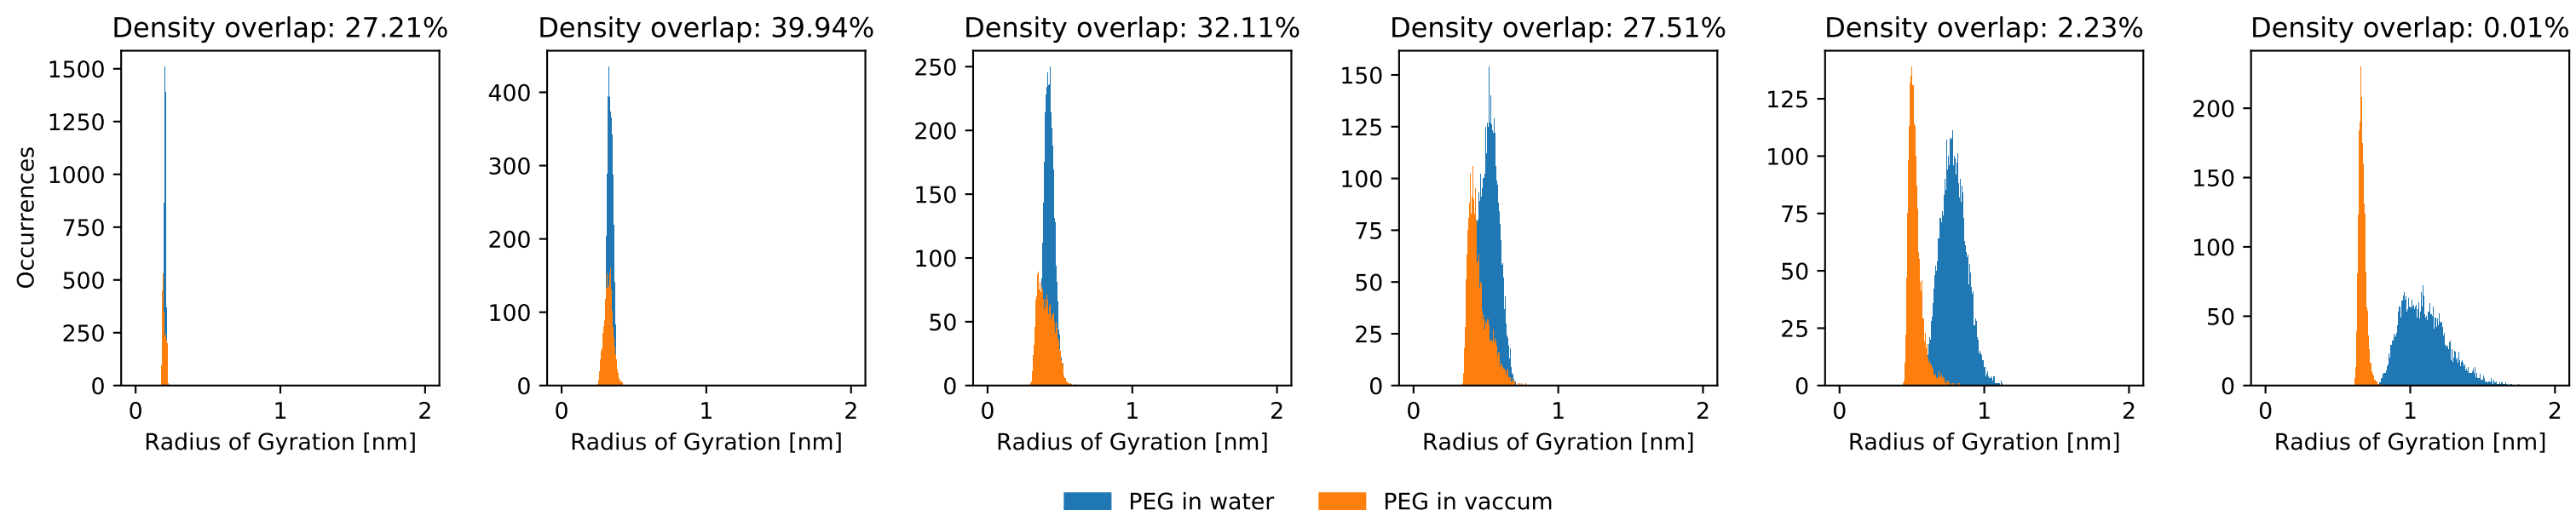 Density overlap: 27.21%
Density overlap: 39.94%
Density overlap: 32.11%
Density overlap: 27.51%
Density overlap: 2.23%
Density overlap: 0.01%
Occurrences
1500
1250
1000
750
500
250
0
0 1 2
Radius of Gyration [nm]
400
300
200
100
0
0 1 2
Radius of Gyration [nm]
250
200
150
100
50
0
0 1 2
Radius of Gyration [nm]
150
125
100
75
50
25
0
0 1 2
Radius of Gyration [nm]
125
100
75
50
25
0
0 1 2
Radius of Gyration [nm]
200
150
100
50
0
0 1 2
Radius of Gyration [nm]
PEG in water
PEG in vaccum